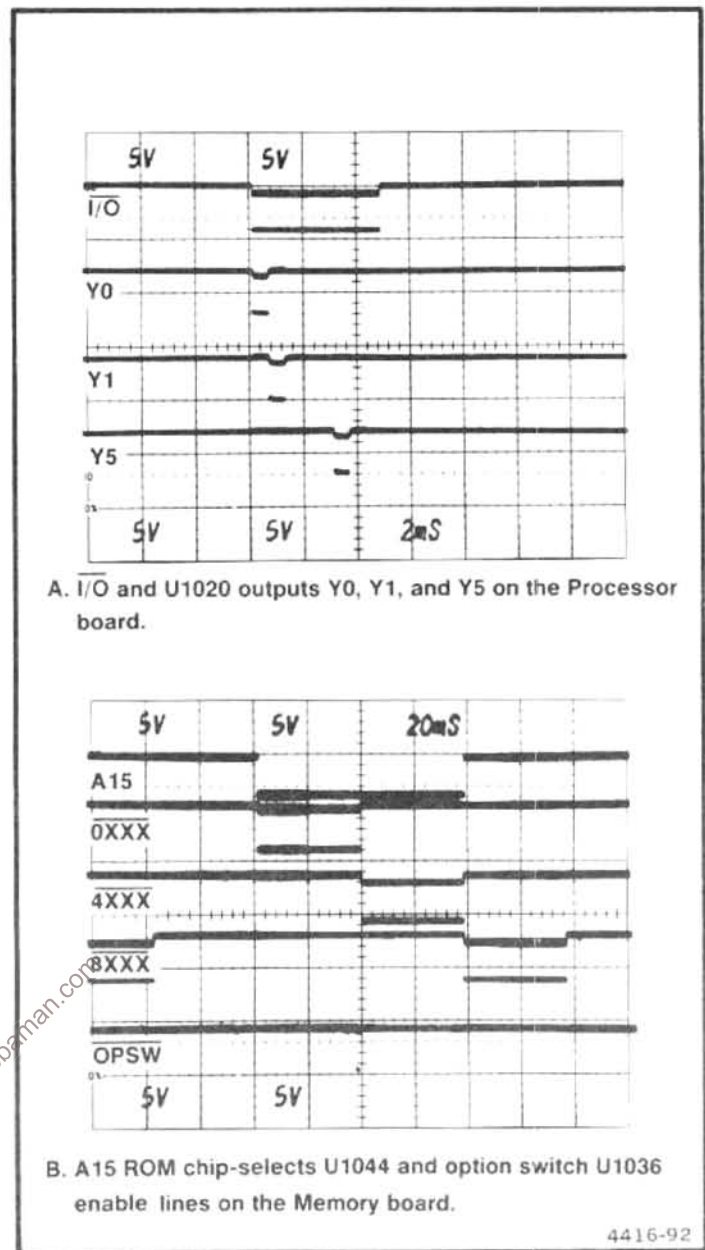 5V 5V
I/O
Y0
Y1
Y5
5V 5V 2mS
A. I/O and U1020 outputs Y0, Y1, and Y5 on the Processor
board.
5V 5V 20mS
A15
0XXX
4XXX
8XXX
OPSW
5V 5V
B. A15 ROM chip-selects U1044 and option switch U1036
enable lines on the Memory board.
4416-92